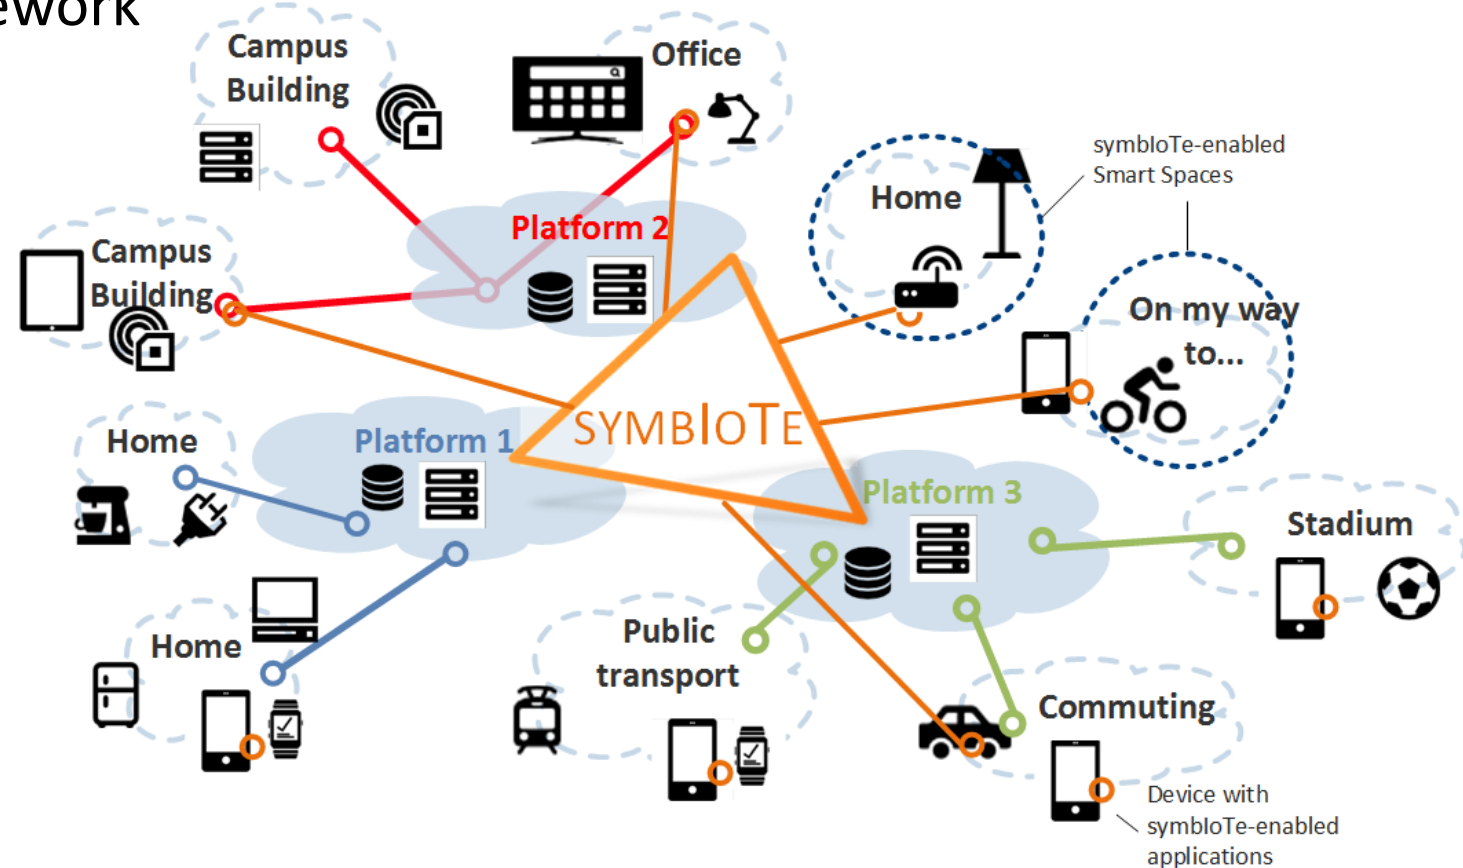 Campus
Building
Office
symbIoTe-enabled
Smart Spaces
Home
Platform 2
Campus
Building
On my way
to...
SYMBIOTE
Home
Platform 1
Platform 3
Stadium
Home
Public
transport
Commuting
Device with
symbIoTe-enabled
applications